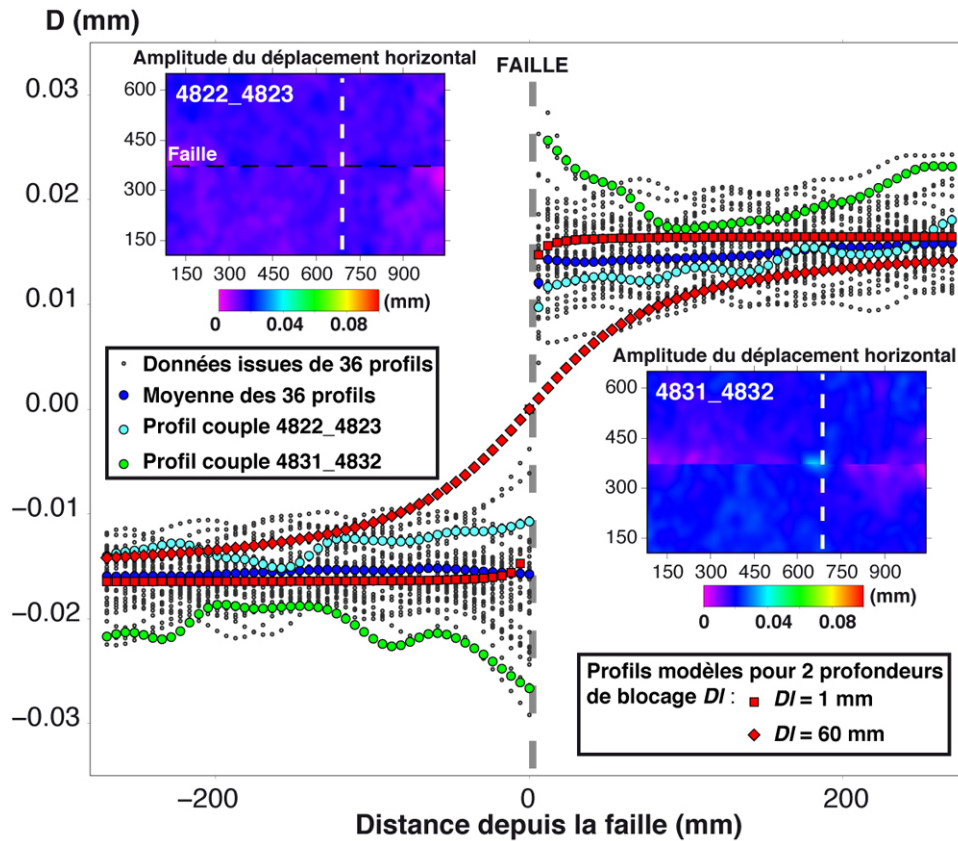 D (mm)
0.03
0.02
0.01
0.00
−0.01
−0.02
−0.03
Amplitude du déplacement horizontal
4822_4823
Faille
600
450
300
150
150 300 450 600 750 900
0 0.04 0.08 (mm)
FAILLE
Données issues de 36 profils
Moyenne des 36 profils
Profil couple 4822_4823
Profil couple 4831_4832
Amplitude du déplacement horizontal
4831_4832
600
450
300
150
150 300 450 600 750 900
0 0.04 0.08 (mm)
Profils modèles pour 2 profondeurs
de blocage Dl :
Dl = 1 mm
Dl = 60 mm
−200 0 200
Distance depuis la faille (mm)